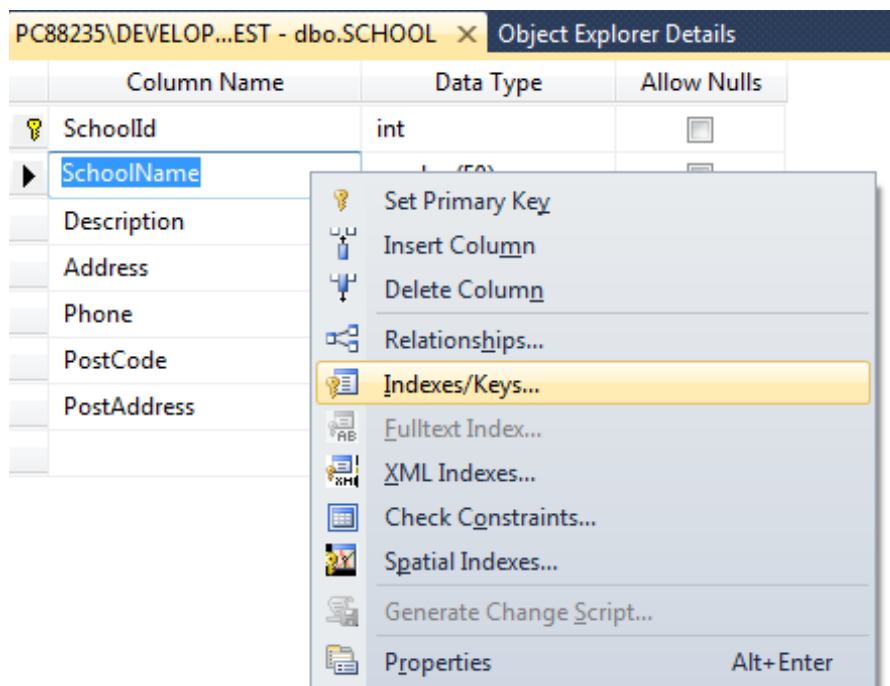 PC88235\DEVELOP...EST - dbo.SCHOOL Object Explorer Details
Column Name Data Type Allow Nulls
SchoolId int
SchoolName
Description
Address
Phone
PostCode
PostAddress
Set Primary Key
Insert Column
Delete Column
Relationships...
Indexes/Keys...
Fulltext Index...
XML Indexes...
Check Constraints...
Spatial Indexes...
Generate Change Script...
Properties Alt+Enter